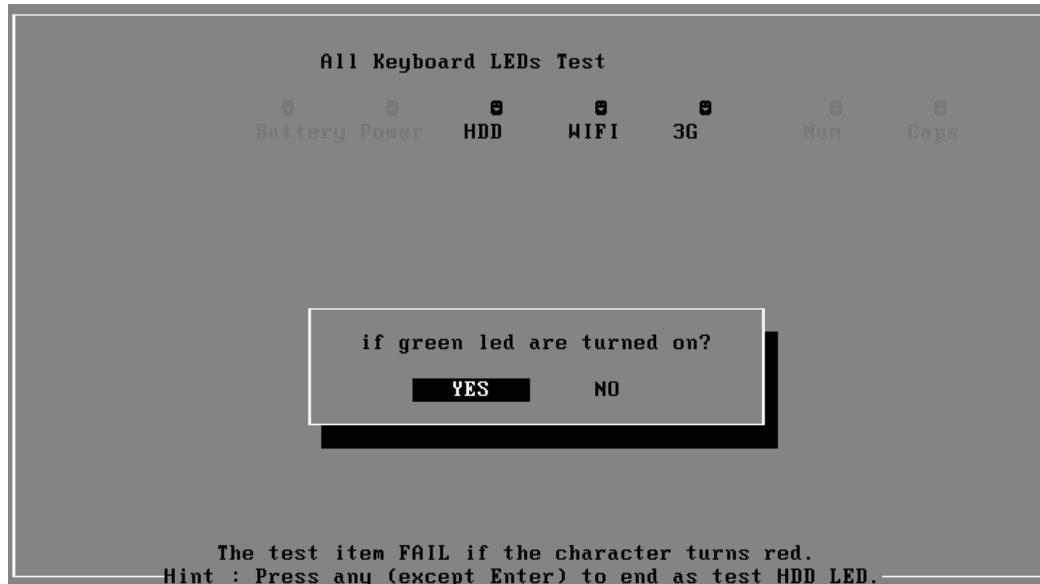 All Keyboard LEDs Test
Battery Power HDD WIFI 3G Num Caps
if green led are turned on?
YES NO
The test item FAIL if the character turns red.
Hint : Press any (except Enter) to end as test HDD LED.